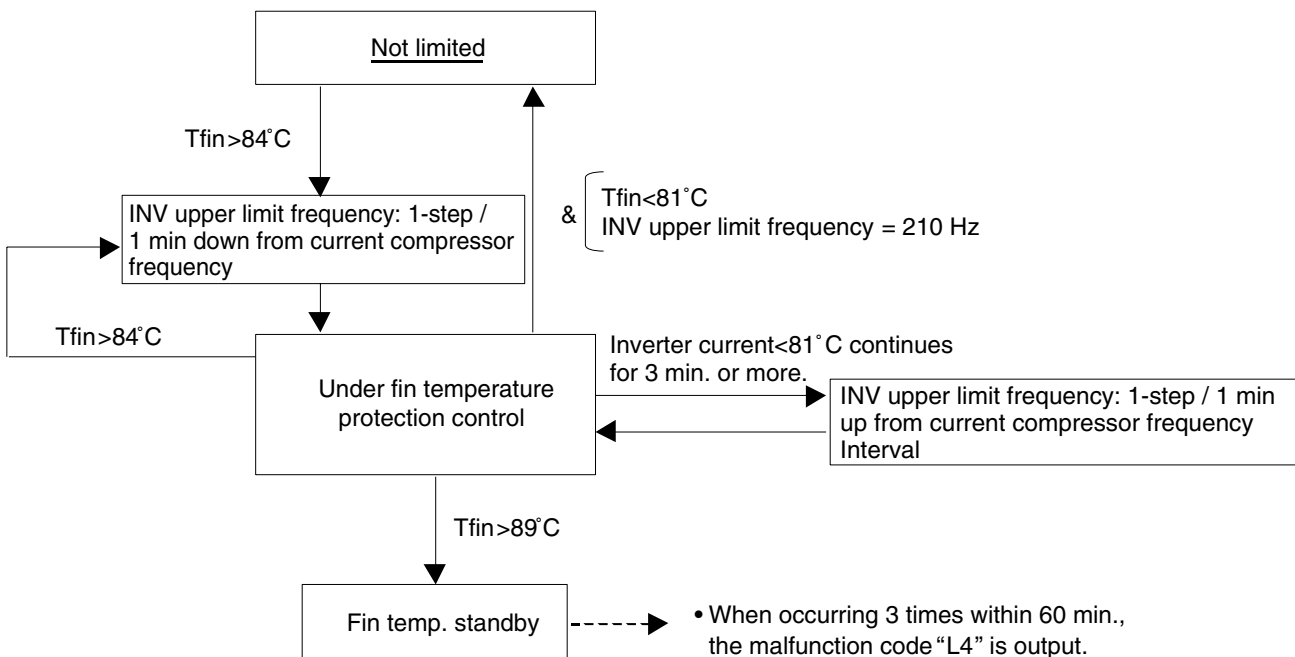 Not limited
Tfin>84°C
&
Tfin<81°C
INV upper limit frequency = 210 Hz
INV upper limit frequency: 1-step /
1 min down from current compressor
frequency
Tfin>84°C
Under fin temperature
protection control
Inverter current<81°C continues
for 3 min. or more.
INV upper limit frequency: 1-step / 1 min
up from current compressor frequency
Interval
Tfin>89°C
Fin temp. standby
• When occurring 3 times within 60 min.,
the malfunction code “L4” is output.